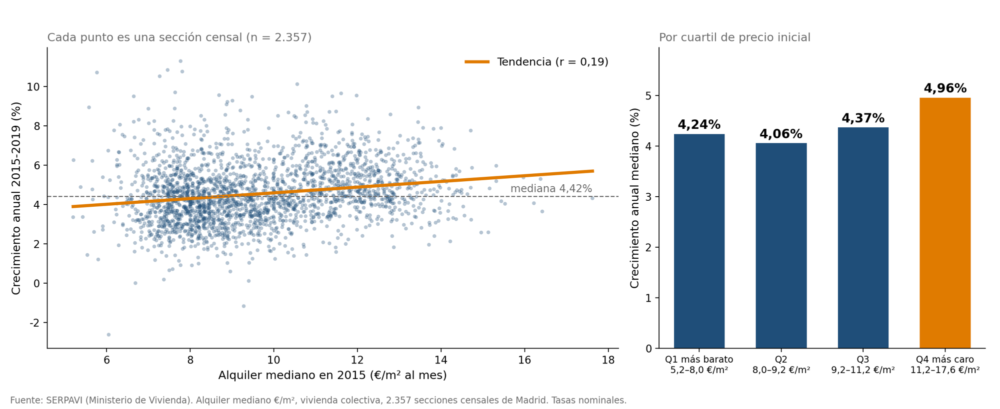 Cada punto es una sección censal (n = 2.357)
Tendencia (r = 0,19)
mediana 4,42%
Crecimiento anual 2015-2019 (%)
10
8
6
4
2
0
-2
6
8
10
12
14
16
18
Alquiler mediano en 2015 (€/m² al mes)
Por cuartil de precio inicial
Crecimiento anual mediano (%)
5
4
3
2
1
0
4,24%
4,06%
4,37%
4,96%
Q1 más barato
5,2–8,0 €/m²
Q2
8,0–9,2 €/m²
Q3
9,2–11,2 €/m²
Q4 más caro
11,2–17,6 €/m²
Fuente: SERPAVI (Ministerio de Vivienda). Alquiler mediano €/m², vivienda colectiva, 2.357 secciones censales de Madrid. Tasas nominales.